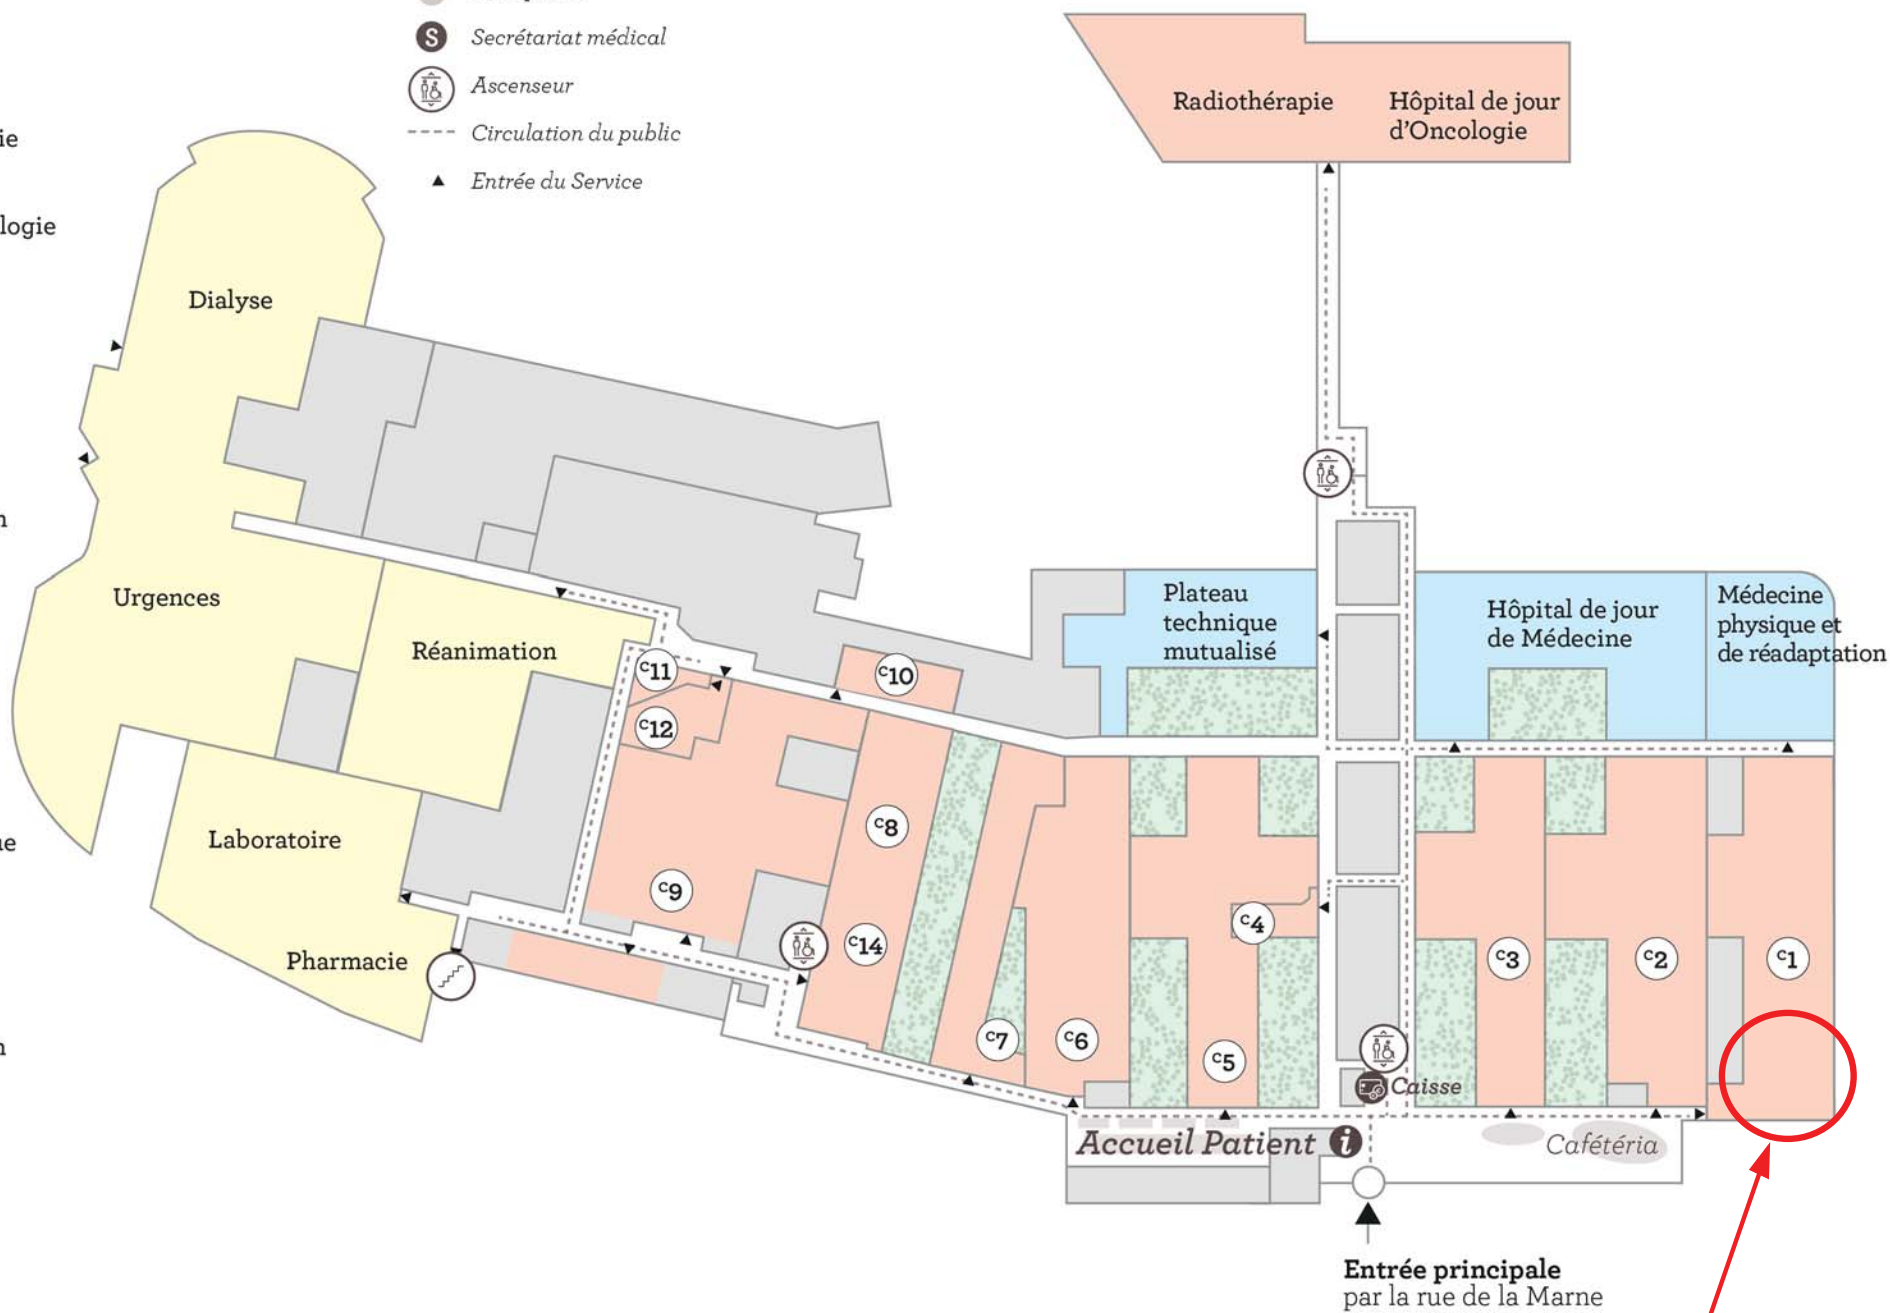 S Secrétariat médical
Ascenseur
Circulation du public
Entrée du Service
ie
logie
n
ue
n
Radiothérapie
Hôpital de jour
d'Oncologie
Dialyse
Urgences
Réanimation
Laboratoire
Pharmacie
Plateau
technique
mutualisé
Hôpital de jour
de Médecine
Médecine
physique et
de réadaptation
C11
C10
C12
C8
C9
C14
C4
C3
C2
C1
C7
C6
C5
Caisse
Accueil Patient i
Cafétéria
Entrée principale
par la rue de la Marne